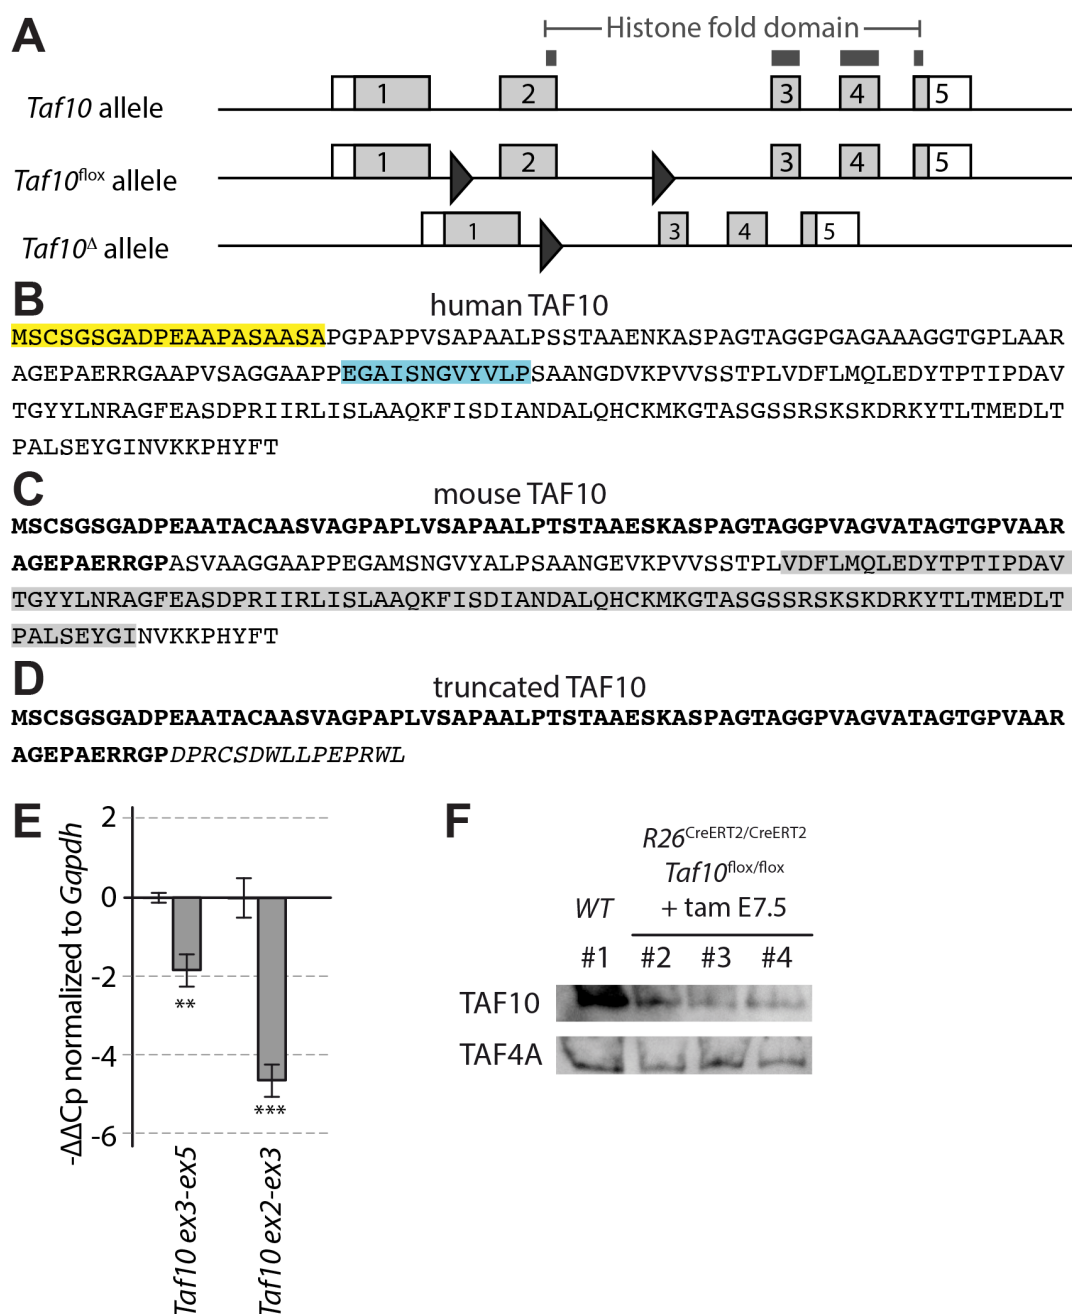 A
Histone fold domain
Taf10 allele
1 2 3 4 5
Taf10flox allele
1 2 3 4 5
Taf10Δ allele
1 3 4 5
B
human TAF10
MSCSGSGADPEAAPASAASAPGPAPPVSAPAALPSSTAAENKASPAGTAGGPGAGAAAGGTGPLAAR
AGEPAERRGAAPVSAGGAAPPEGAISNGVYVLPSAANGDVKPVVSSTPLVDFLMQLEDYTPTIPDAV
TGYYLNRAGFEASDPRIIRLISLAAQKFISDIANDALQHCKMKGTASGSSRSKSKDRKYTLTMEDLT
PALSEYGINVKKPHYFT
C
mouse TAF10
MSCSGSGADPEAATACAASVAGPAPLVSAPAALPTSTAAESKASPAGTAGGPVAGVATAGTGPVAAR
AGEPAERRGPASVAAGGAAPPEGAMSNGVYALPSAANGEVKPVVSSTPLVDFLMQLEDYTPTIPDAV
TGYYLNRAGFEASDPRIIRLISLAAQKFISDIANDALQHCKMKGTASGSSRSKSKDRKYTLTMEDLT
PALSEYGINVKKPHYFT
D
truncated TAF10
MSCSGSGADPEAATACAASVAGPAPLVSAPAALPTSTAAESKASPAGTAGGPVAGVATAGTGPVAAR
AGEPAERRGPDPRCSDWLLPEPRWL
E
-ΔΔCp normalized to Gapdh
2
0
-2
-4
-6
**
***
Taf10 ex3-ex5
Taf10 ex2-ex3
F
R26CreERT2/CreERT2
Taf10flox/flox
WT + tam E7.5
#1 #2 #3 #4
TAF10
TAF4A